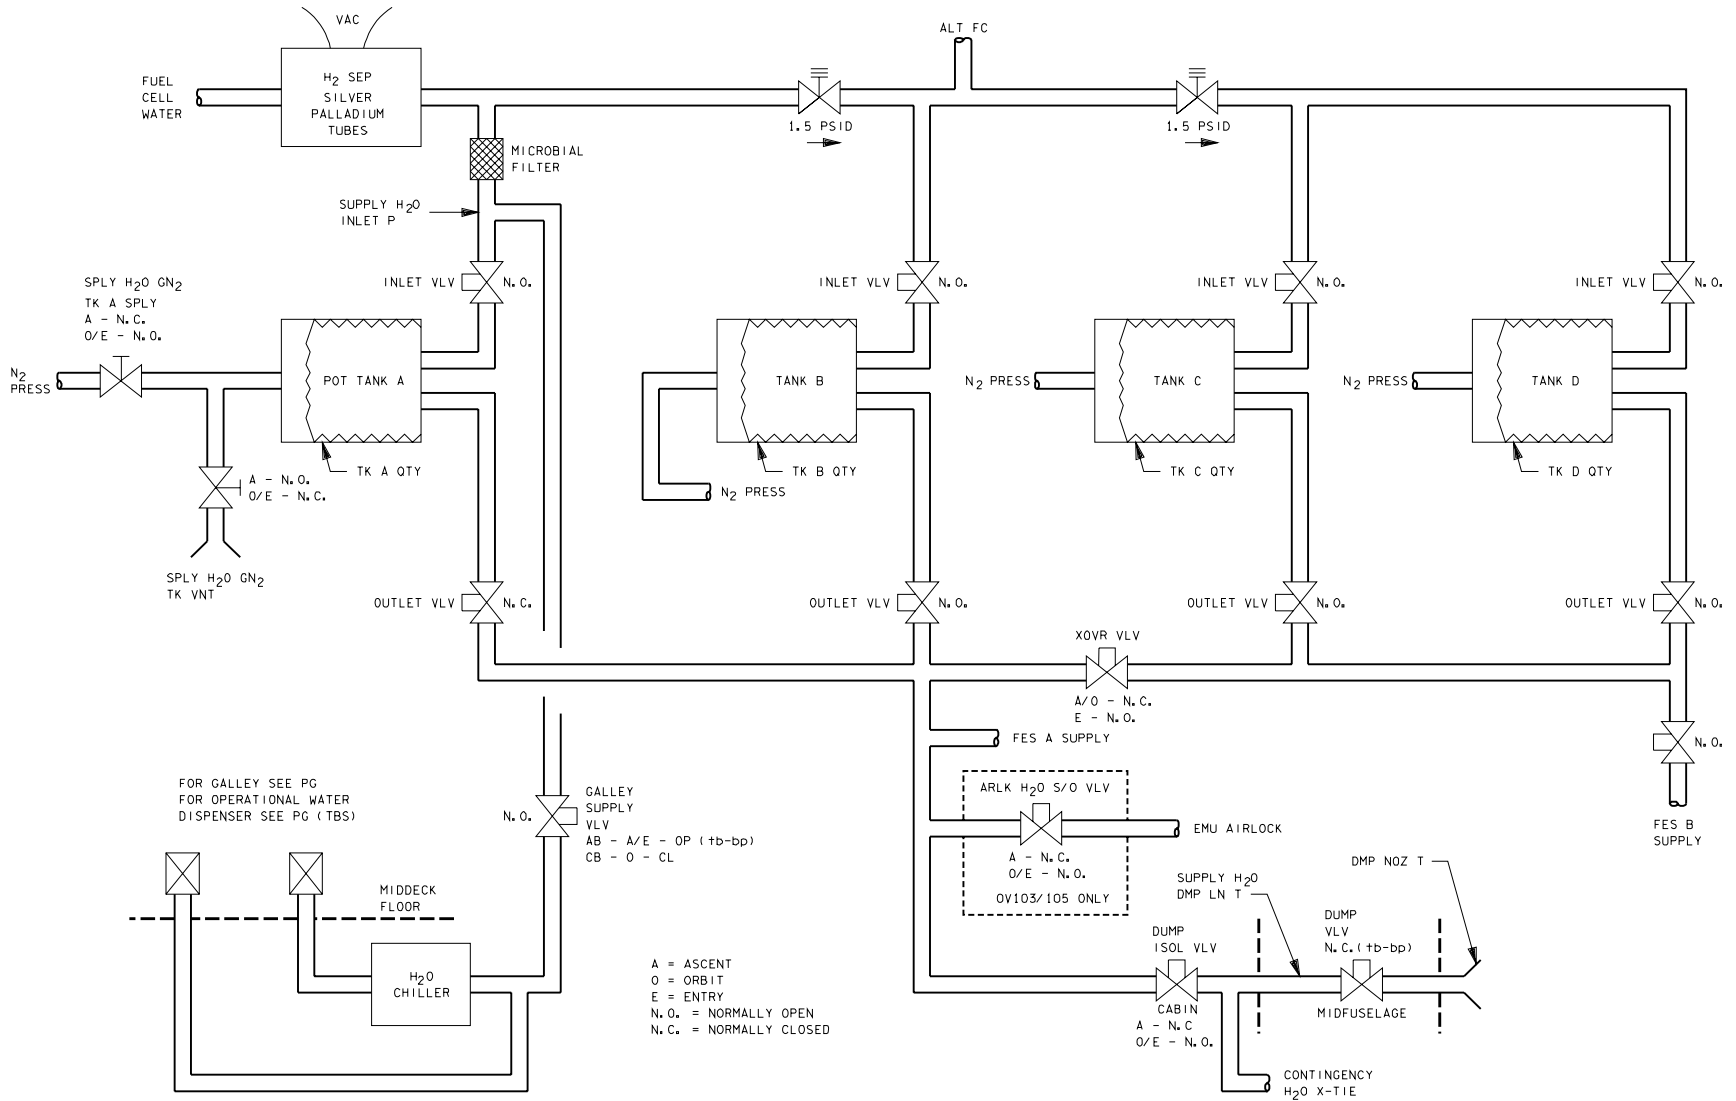 VAC
ALT FC
FUEL
CELL
WATER
H2 SEP
SILVER
PALLADIUM
TUBES
1.5 PSID
1.5 PSID
MICROBIAL
FILTER
SUPPLY H2O
INLET P
SPLY H2O GN2
TK A SPLY
A - N.C.
O/E - N.O.
INLET VLV
N.O.
INLET VLV
N.O.
INLET VLV
N.O.
INLET VLV
N.O.
N2
PRESS
POT TANK A
TANK B
N2 PRESS
TANK C
N2 PRESS
TANK D
TK A QTY
TK B QTY
TK C QTY
TK D QTY
A - N.O.
O/E - N.C.
N2 PRESS
SPLY H2O GN2
TK VNT
OUTLET VLV
N.C.
OUTLET VLV
N.O.
OUTLET VLV
N.O.
OUTLET VLV
N.O.
XOVR VLV
A/O - N.C.
E - N.O.
FES A SUPPLY
N.O.
FES B
SUPPLY
FOR GALLEY SEE PG
FOR OPERATIONAL WATER
DISPENSER SEE PG (TBS)
N.O.
GALLEY
SUPPLY
VLV
AB - A/E - OP (tb-bp)
CB - O - CL
ARLK H2O S/O VLV
A - N.C.
O/E - N.O.
OV103/105 ONLY
EMU AIRLOCK
MIDDECK
FLOOR
H2O
CHILLER
A = ASCENT
O = ORBIT
E = ENTRY
N.O. = NORMALLY OPEN
N.C. = NORMALLY CLOSED
SUPPLY H2O
DMP LN T
DMP NOZ T
DUMP
ISOL VLV
CABIN
A - N.C
O/E - N.O.
DUMP
VLV
N.C.(tb-bp)
MIDFUSELAGE
CONTINGENCY
H2O X-TIE